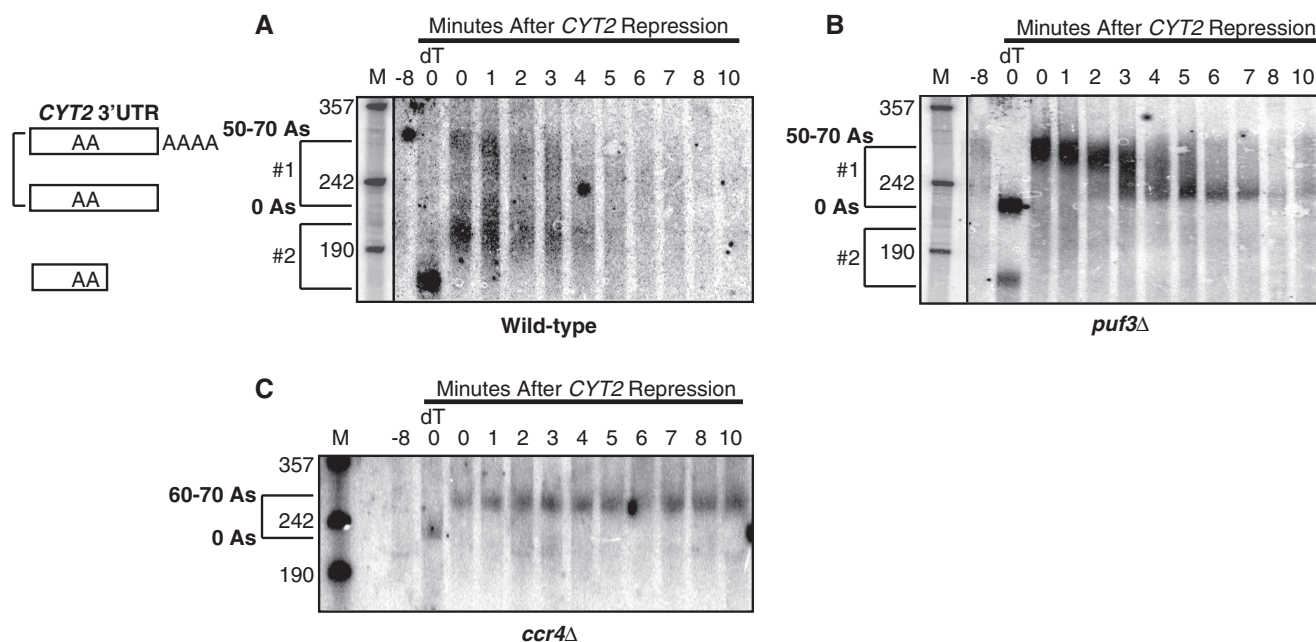 CYT2 3'UTR
AA AAAA
AA
AA
A
Minutes After CYT2 Repression
dT
M -8 0 0 1 2 3 4 5 6 7 8 10
357
50-70 As
#1
242
0 As
#2
190
Wild-type
B
Minutes After CYT2 Repression
dT
M -8 0 0 1 2 3 4 5 6 7 8 10
357
50-70 As
#1
242
0 As
#2
190
puf3Δ
C
Minutes After CYT2 Repression
dT
M -8 0 0 1 2 3 4 5 6 7 8 10
357
60-70 As
242
0 As
190
ccr4Δ